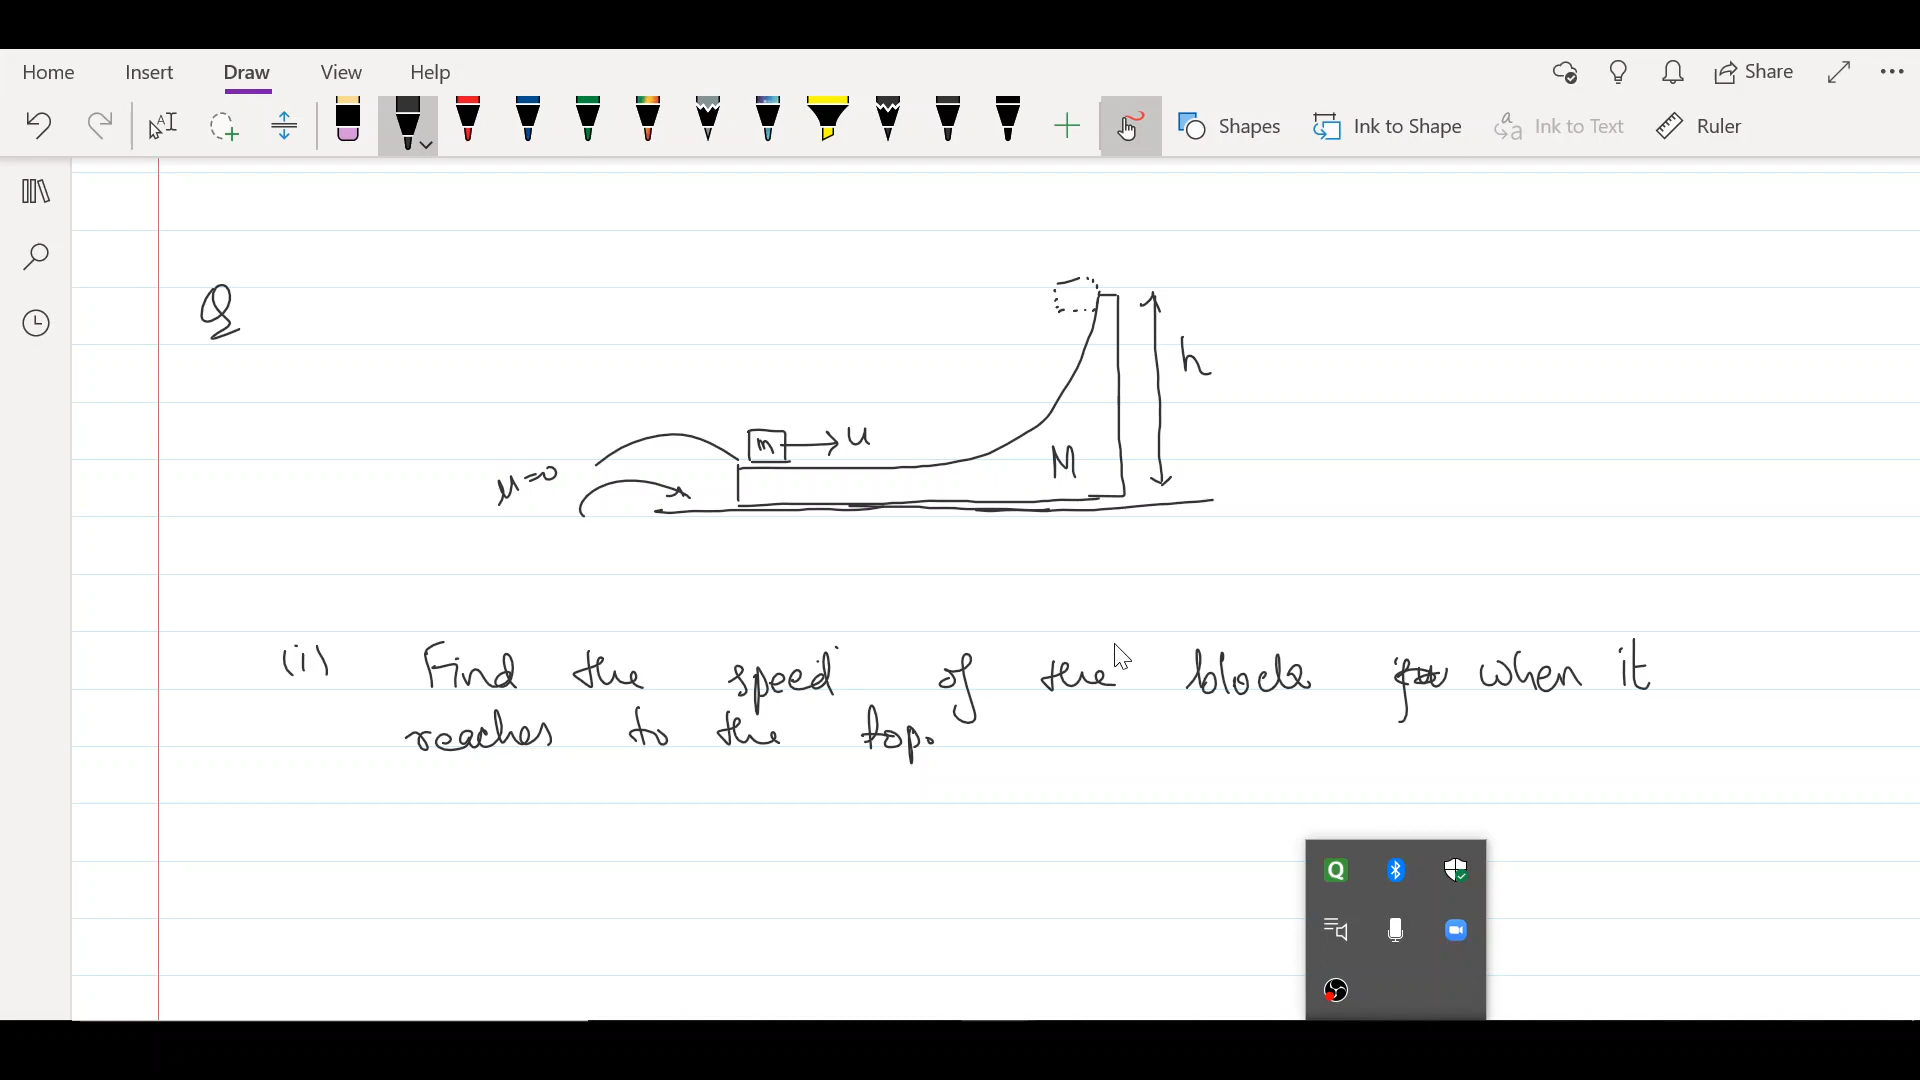 Home Insert Draw View Help Share
Shapes Ink to Shape Ink to Text Ruler
Q
h
m u
M
μ=0
(i) Find the speed of the block when it
reaches to the top.